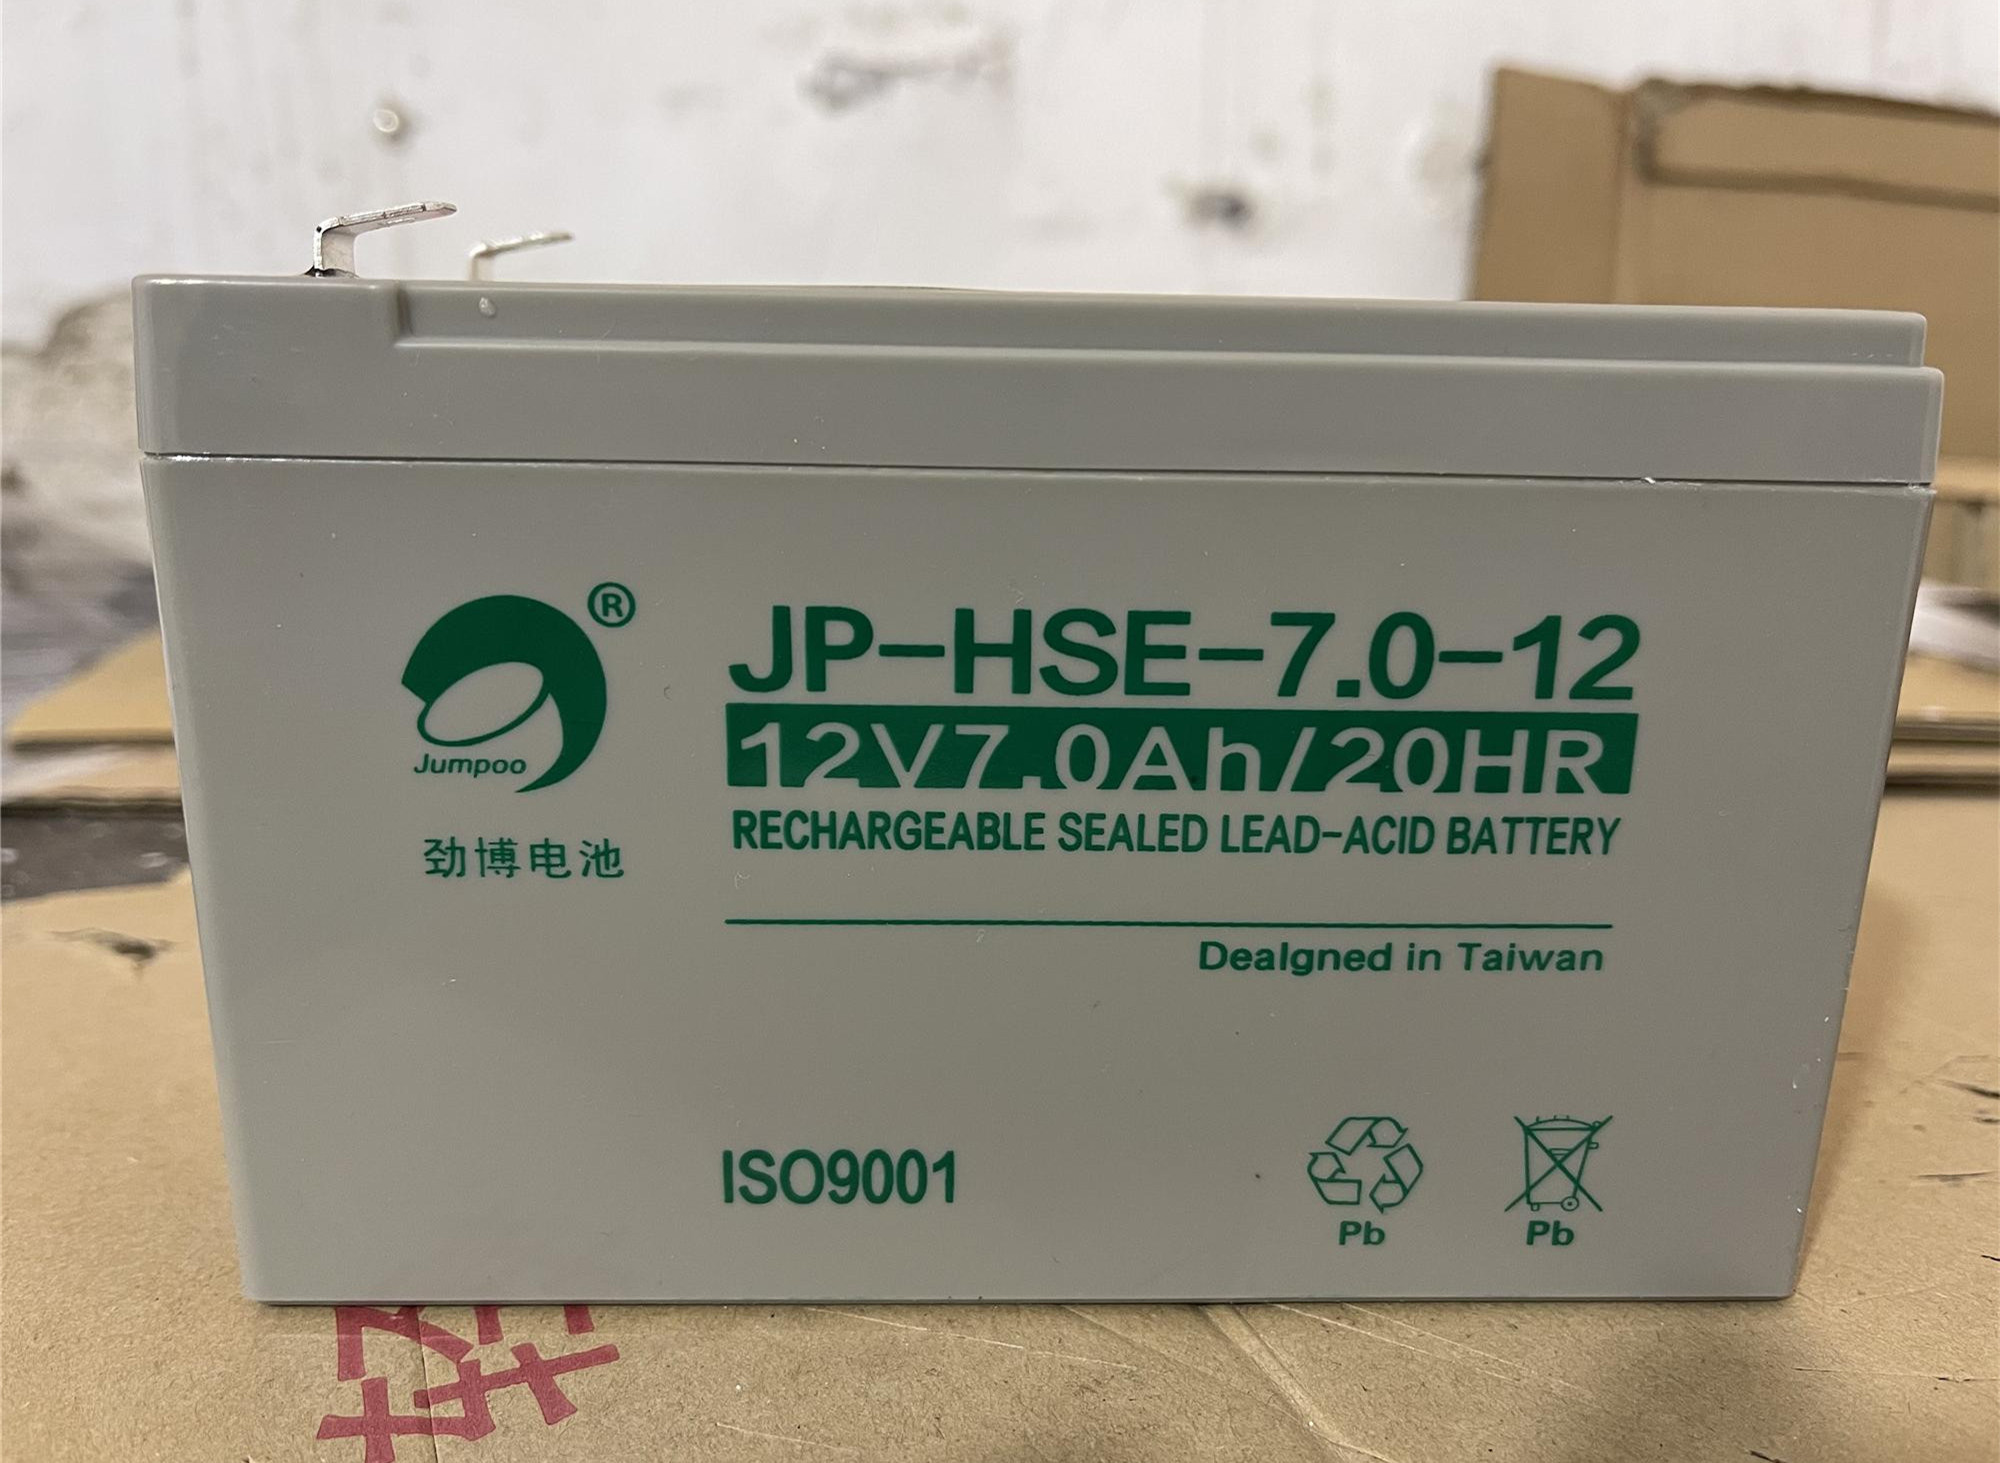 ®
Jumpoo
劲博电池
JP-HSE-7.0-12
12V7.0Ah/20HR
RECHARGEABLE SEALED LEAD-ACID BATTERY
Dealgned in Taiwan
ISO9001
Pb
Pb